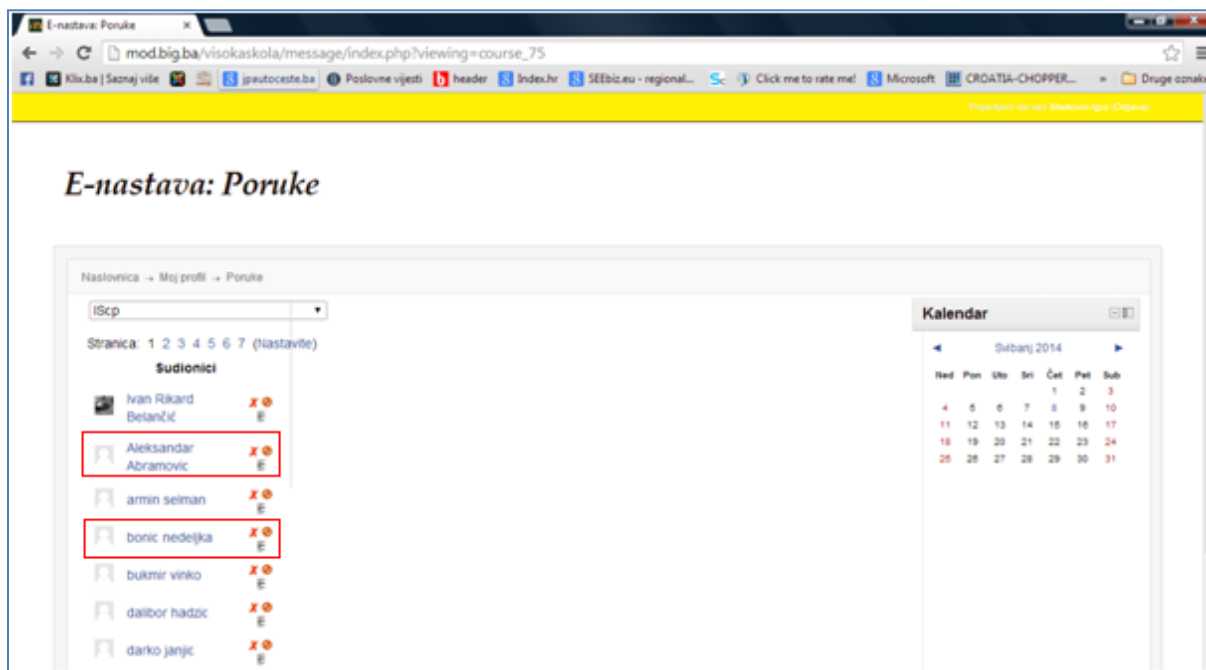 E-nastava: Poruke
mod.big.ba/visokaskola/message/index.php?viewing=course_75
Klix.ba | Saznaj više jpautoceste.ba Poslovne vijesti header Index.hr SEEbiz.eu - regional... Click me to rate me! Microsoft CROATIA-CHOPPER... » Druge oznake
E-nastava: Poruke
Naslovnica → Moj profil → Poruke
IScp
Stranica: 1 2 3 4 5 6 7 (Nastavite)
Sudionici
Ivan Rikard
Belančić
Aleksandar
Abramovic
armin selman
bonic nedeljka
bukmir vinko
dalibor hadzic
darko janjic
Kalendar
Svibanj 2014
Ned Pon Uto Sri Čet Pet Sub
1 2 3
4 5 6 7 8 9 10
11 12 13 14 15 16 17
18 19 20 21 22 23 24
25 26 27 28 29 30 31